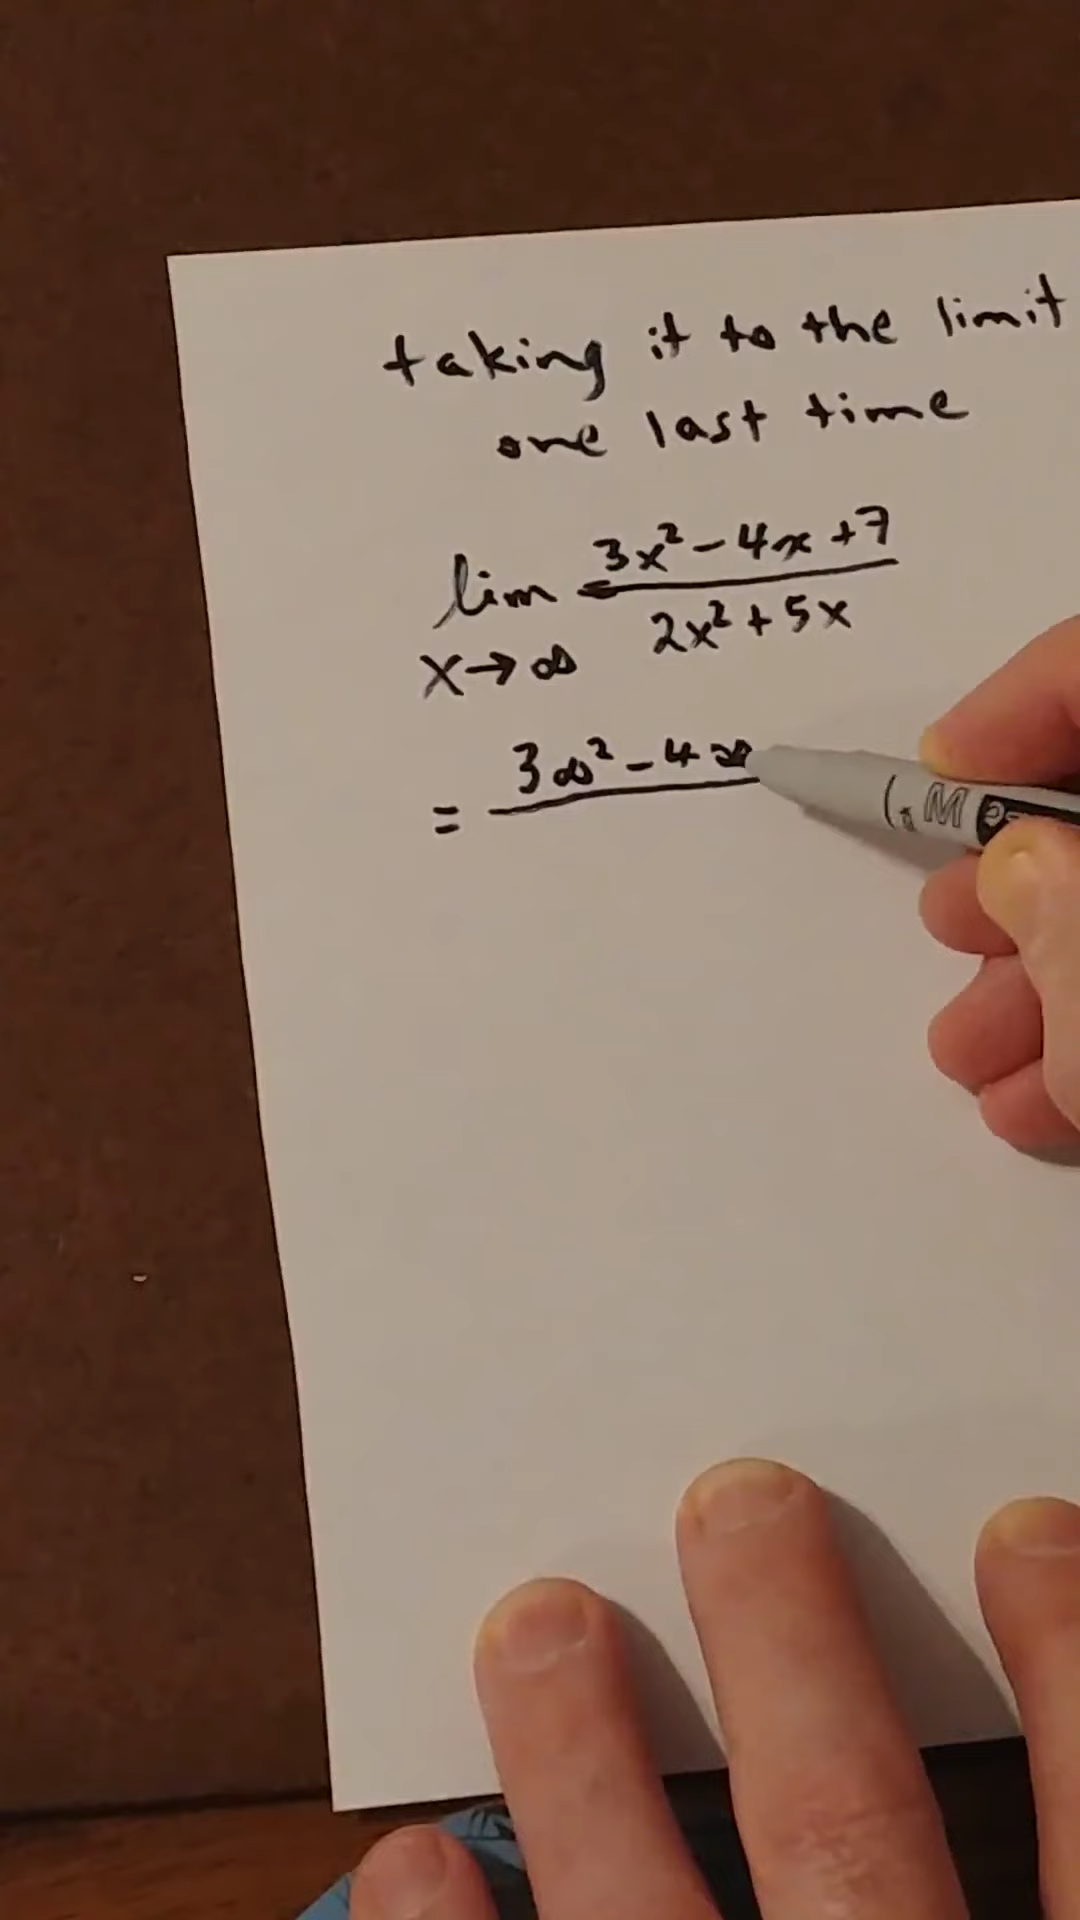 taking it to the limit
one last time
lim 3x² - 4x + 7
x → ∞ 2x² + 5x
= 3∞² - 4∞